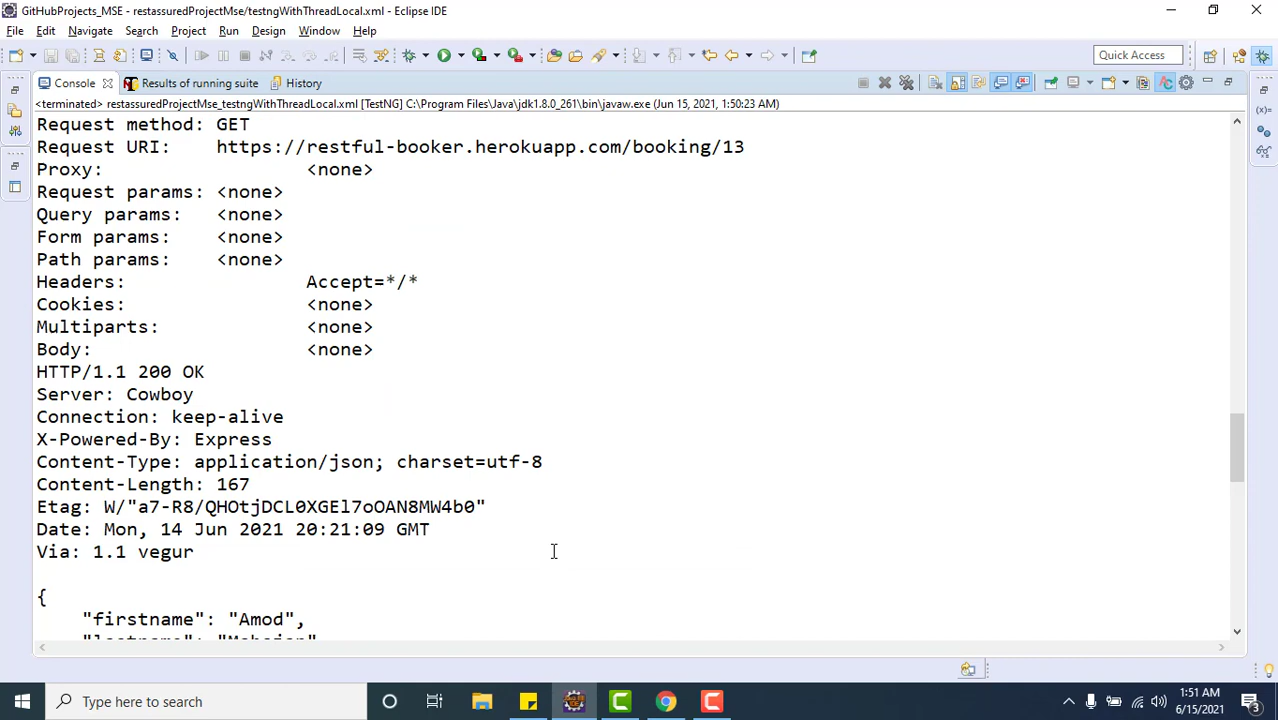 GitHubProjects_MSE - restassuredProjectMse/testngWithThreadLocal.xml - Eclipse IDE
File Edit Navigate Search Project Run Design Window Help
Quick Access
Console Results of running suite History
<terminated> restassuredProjectMse_testngWithThreadLocal.xml [TestNG] C:\Program Files\Java\jdk1.8.0_261\bin\javaw.exe (Jun 15, 2021, 1:50:23 AM)
Request method: GET
Request URI: https://restful-booker.herokuapp.com/booking/13
Proxy: <none>
Request params: <none>
Query params: <none>
Form params: <none>
Path params: <none>
Headers: Accept=*/*
Cookies: <none>
Multiparts: <none>
Body: <none>
HTTP/1.1 200 OK
Server: Cowboy
Connection: keep-alive
X-Powered-By: Express
Content-Type: application/json; charset=utf-8
Content-Length: 167
Etag: W/"a7-R8/QHOtjDCL0XGEl7oOAN8MW4b0"
Date: Mon, 14 Jun 2021 20:21:09 GMT
Via: 1.1 vegur
{
"firstname": "Amod",
Type here to search
1:51 AM
6/15/2021
3